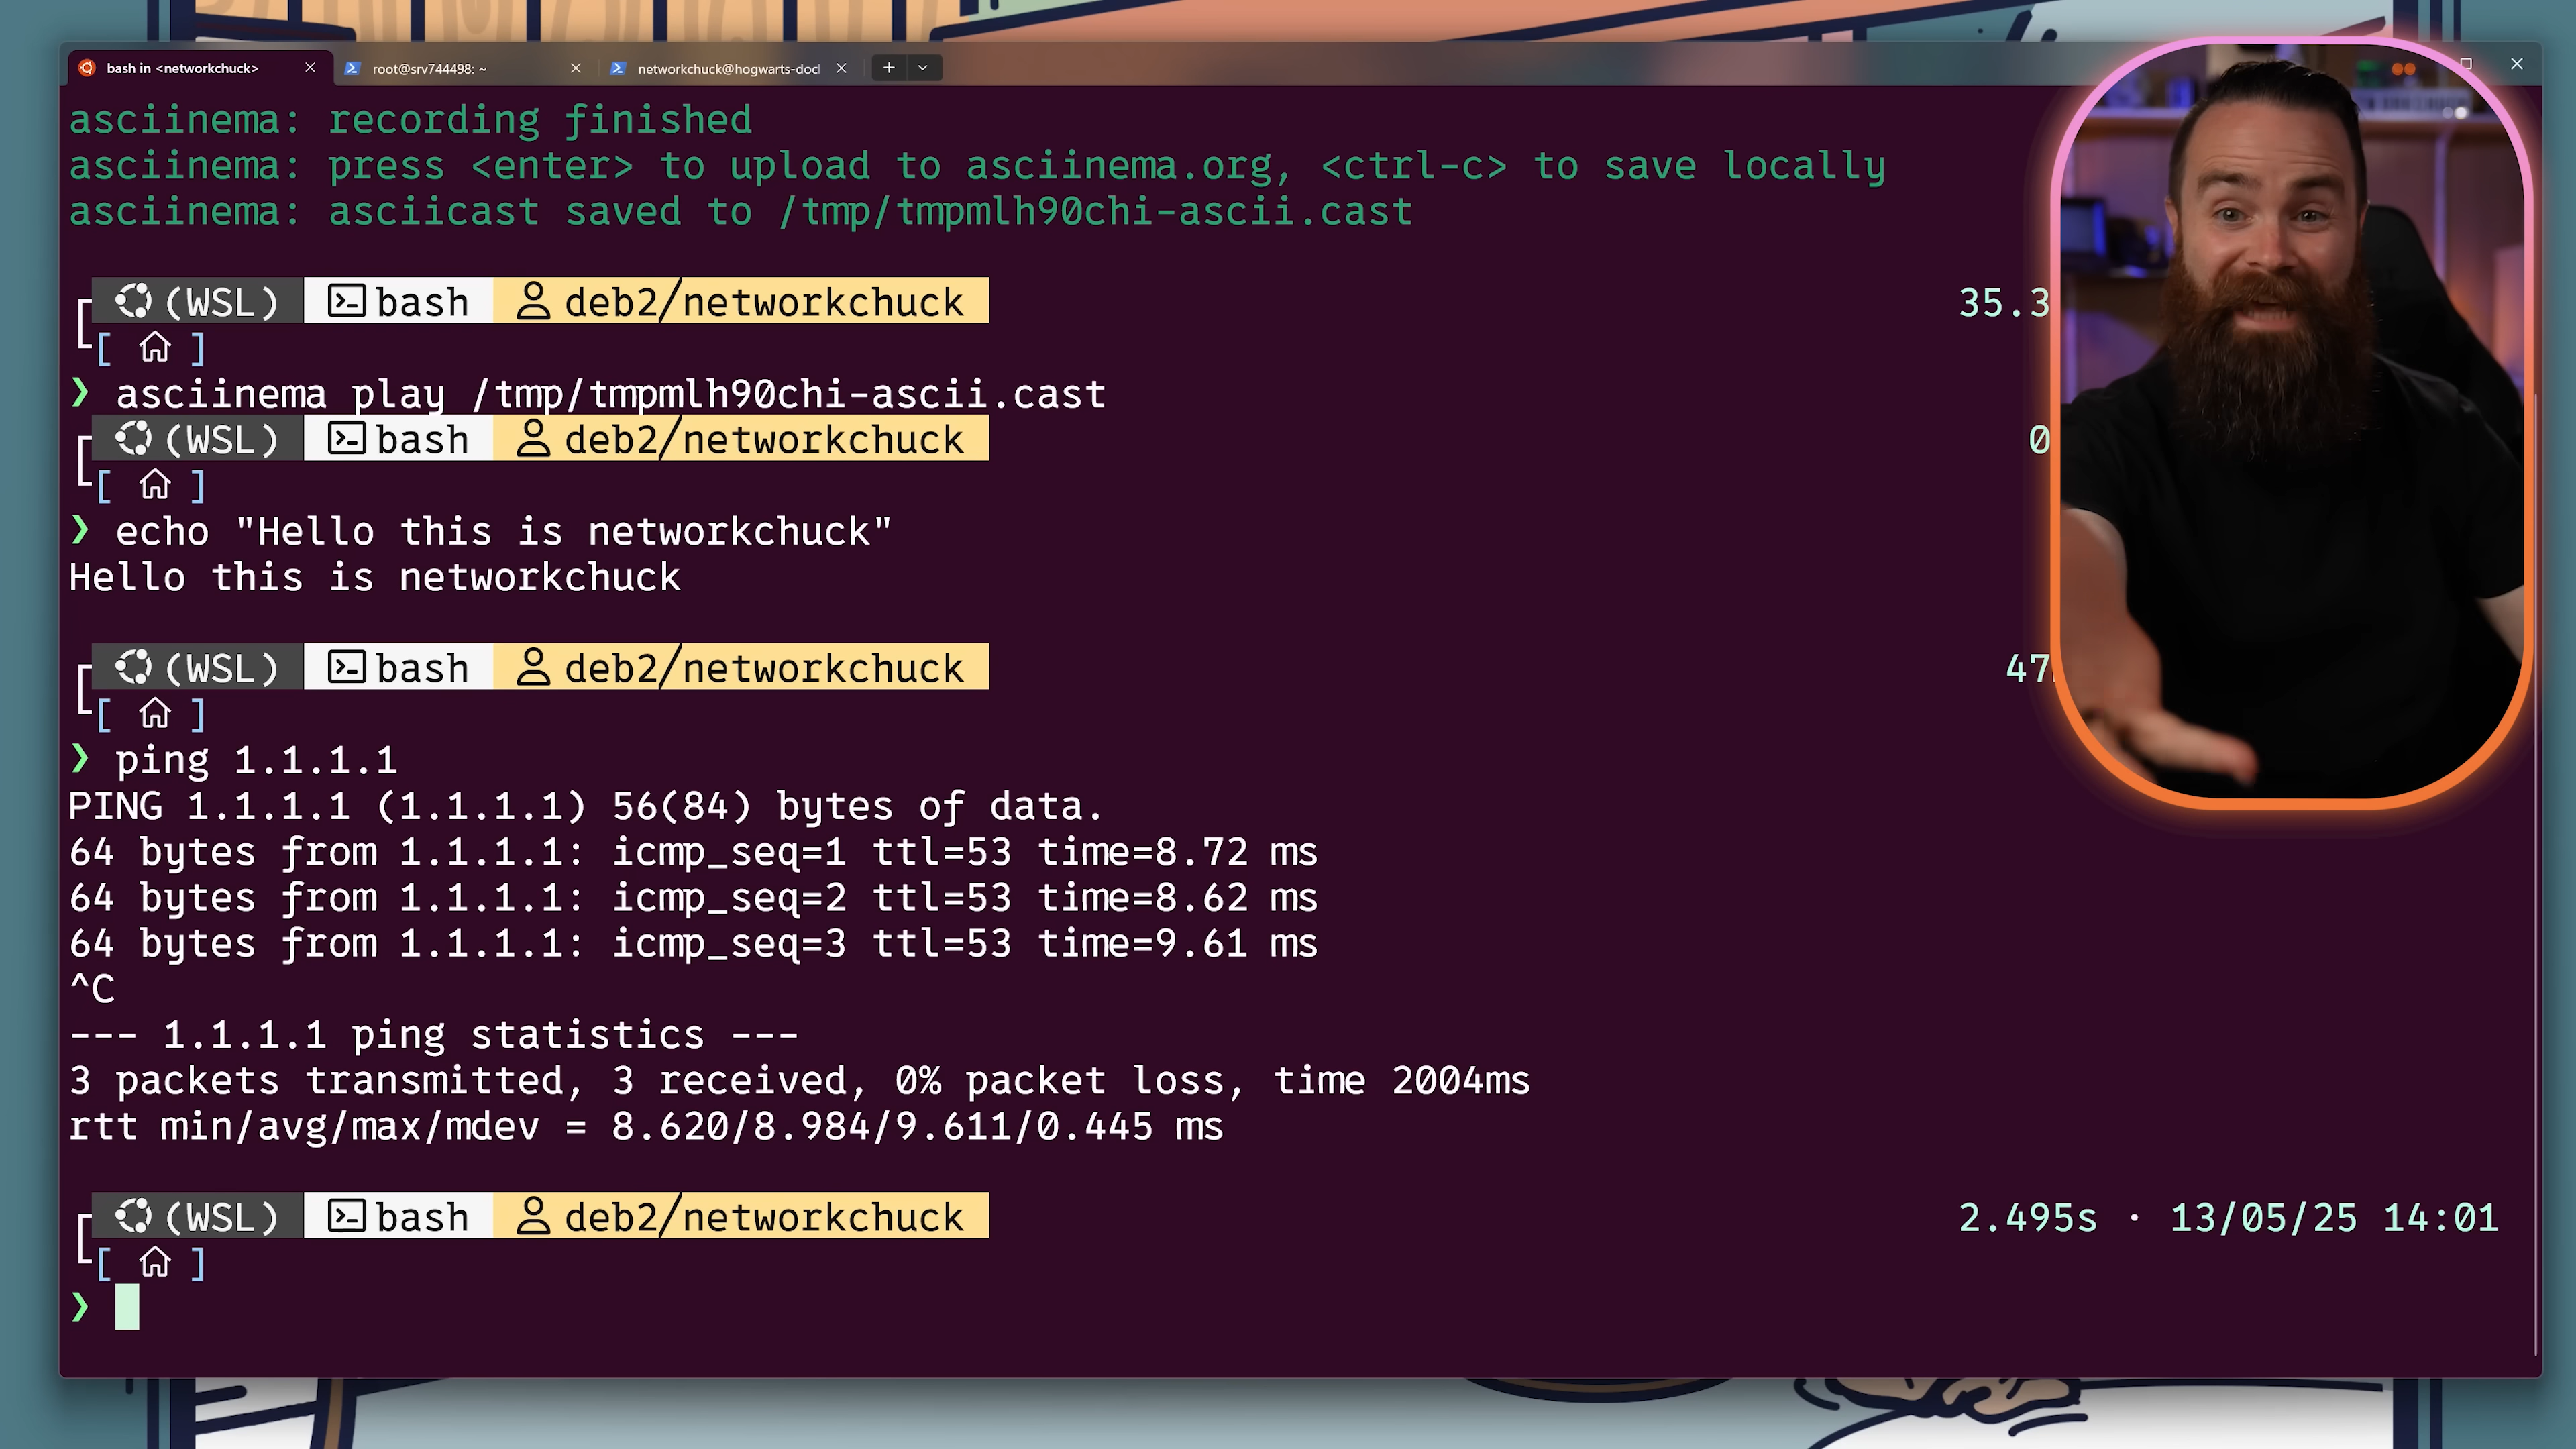 bash in <networkchuck>
root@srv744498: ~
networkchuck@hogwarts-doc
asciinema: recording finished
asciinema: press <enter> to upload to asciinema.org, <ctrl-c> to save locally
asciinema: asciicast saved to /tmp/tmpmlh90chi-ascii.cast
(WSL) bash deb2/networkchuck 35.3
[ ]
❯ asciinema play /tmp/tmpmlh90chi-ascii.cast
(WSL) bash deb2/networkchuck 0
[ ]
❯ echo "Hello this is networkchuck"
Hello this is networkchuck
(WSL) bash deb2/networkchuck 47
[ ]
❯ ping 1.1.1.1
PING 1.1.1.1 (1.1.1.1) 56(84) bytes of data.
64 bytes from 1.1.1.1: icmp_seq=1 ttl=53 time=8.72 ms
64 bytes from 1.1.1.1: icmp_seq=2 ttl=53 time=8.62 ms
64 bytes from 1.1.1.1: icmp_seq=3 ttl=53 time=9.61 ms
^C
--- 1.1.1.1 ping statistics ---
3 packets transmitted, 3 received, 0% packet loss, time 2004ms
rtt min/avg/max/mdev = 8.620/8.984/9.611/0.445 ms
(WSL) bash deb2/networkchuck 2.495s · 13/05/25 14:01
[ ]
❯